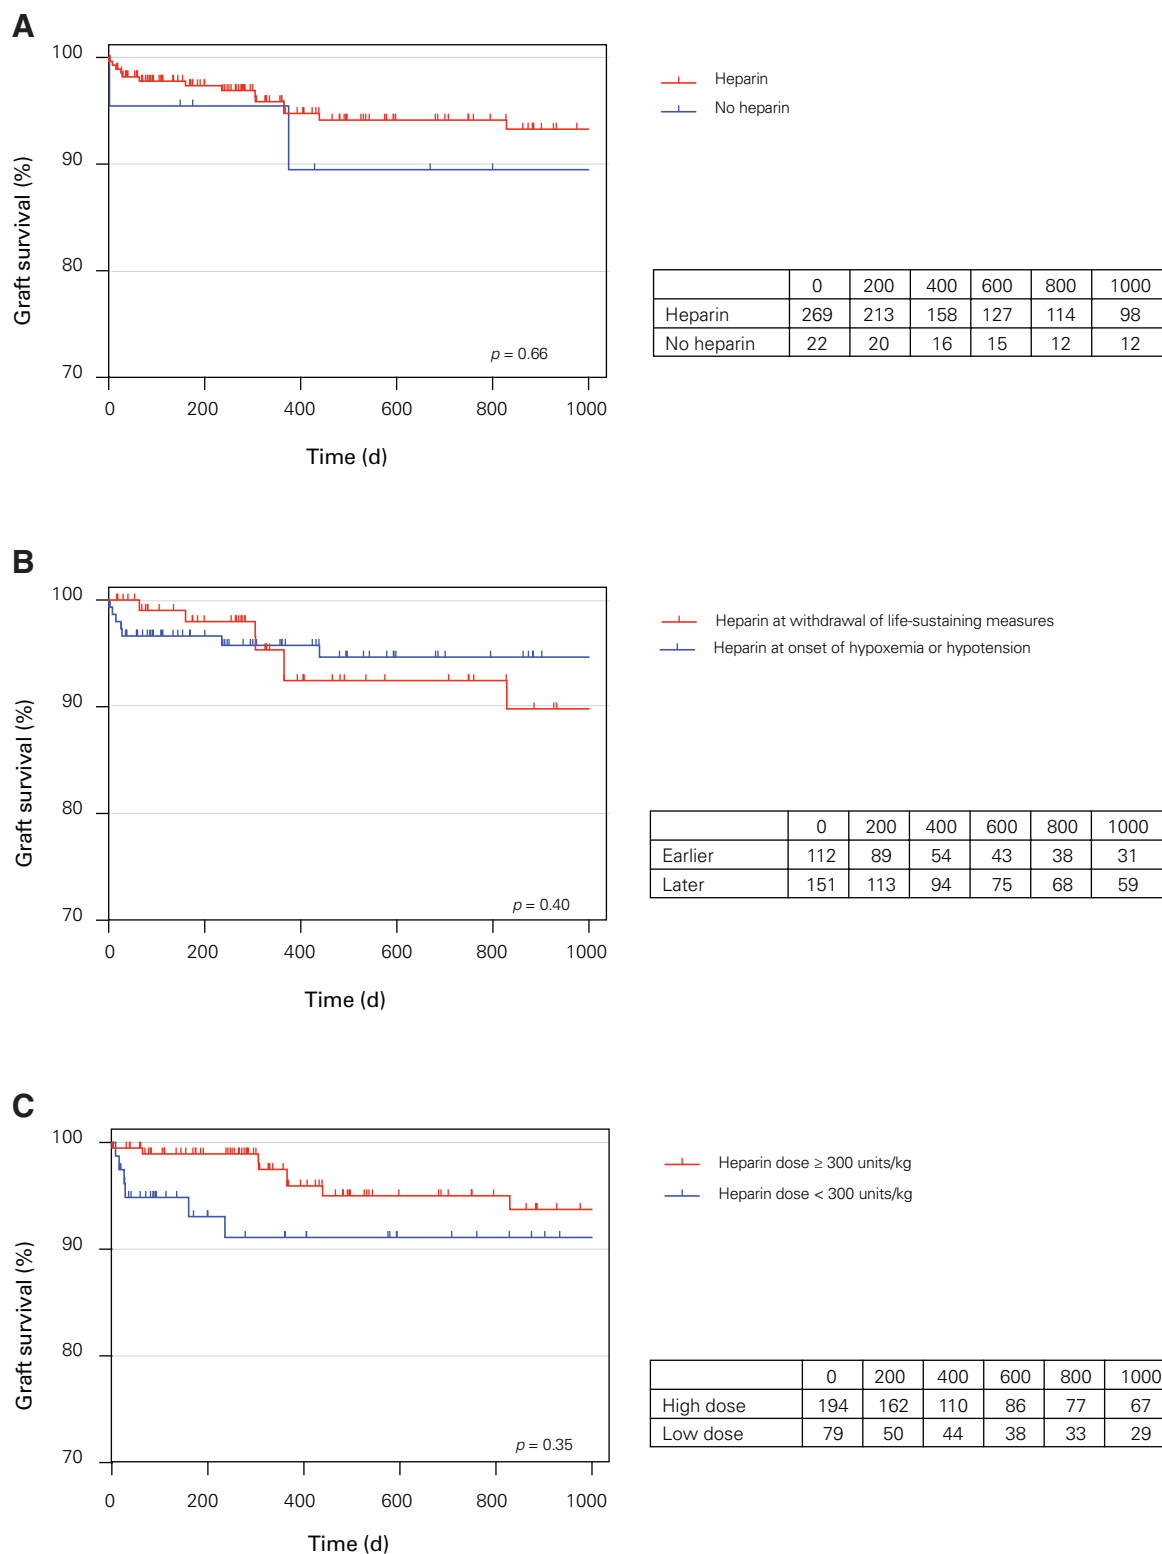 A
100
90
80
70
Graft survival (%)
p = 0.66
0 200 400 600 800 1000
Time (d)
Heparin
No heparin
0 200 400 600 800 1000
Heparin 269 213 158 127 114 98
No heparin 22 20 16 15 12 12
B
100
90
80
70
Graft survival (%)
p = 0.40
0 200 400 600 800 1000
Time (d)
Heparin at withdrawal of life-sustaining measures
Heparin at onset of hypoxemia or hypotension
0 200 400 600 800 1000
Earlier 112 89 54 43 38 31
Later 151 113 94 75 68 59
C
100
90
80
70
Graft survival (%)
p = 0.35
0 200 400 600 800 1000
Time (d)
Heparin dose ≥ 300 units/kg
Heparin dose < 300 units/kg
0 200 400 600 800 1000
High dose 194 162 110 86 77 67
Low dose 79 50 44 38 33 29